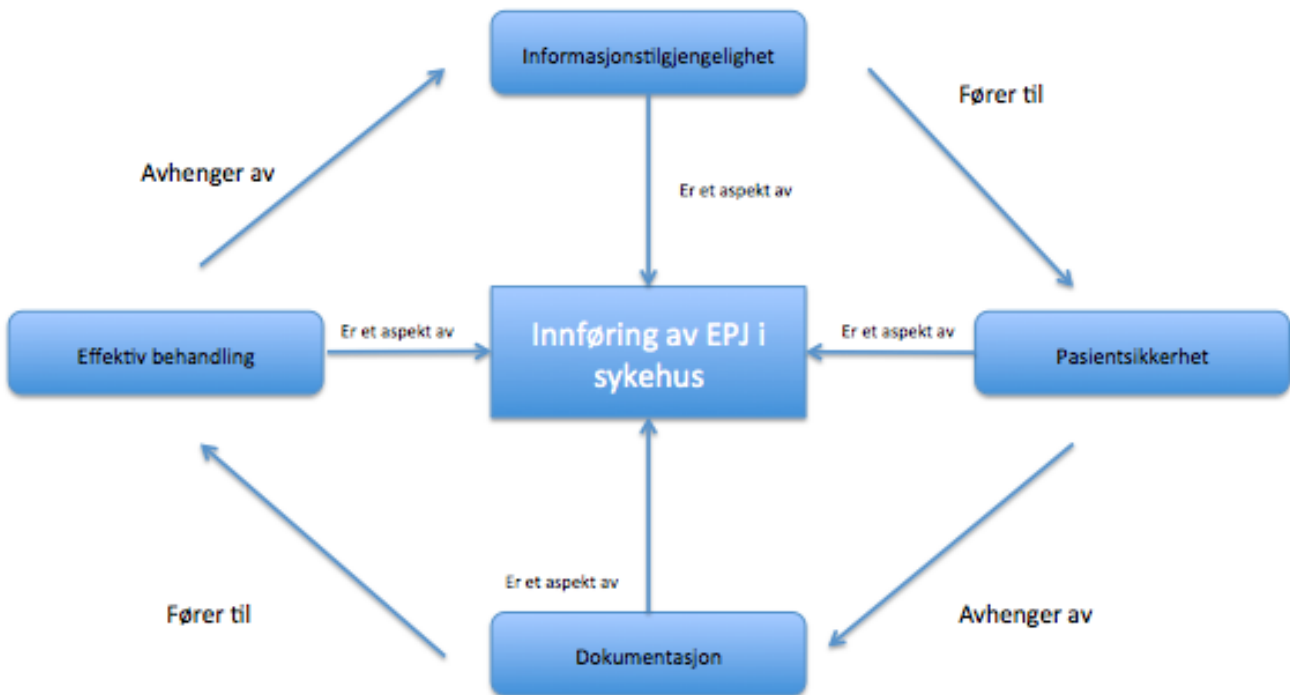 Informasjonstilgjengelighet
Fører til
Avhenger av
Er et aspekt av
Er et aspekt av
Innføring av EPJ i
sykehus
Er et aspekt av
Effektiv behandling
Pasientsikkerhet
Er et aspekt av
Fører til
Avhenger av
Dokumentasjon